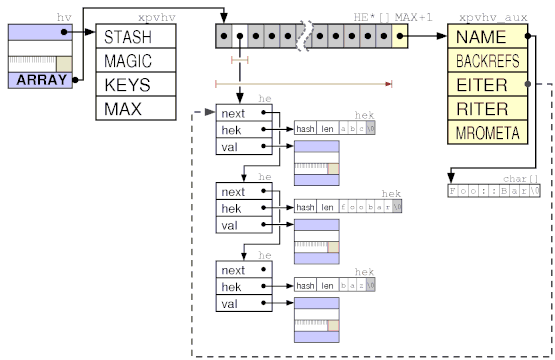 hv
xpvhv
HE*[] MAX+1
xpvhv_aux
STASH
MAGIC
KEYS
MAX
ARRAY
NAME
BACKREFS
EITER
RITER
MROMETA
he
next
hek
val
hek
hash len a b c \0
char[]
Foo::Bar\0
he
next
hek
val
hek
hash len f o o b a r \0
he
next
hek
val
hek
hash len b a z \0